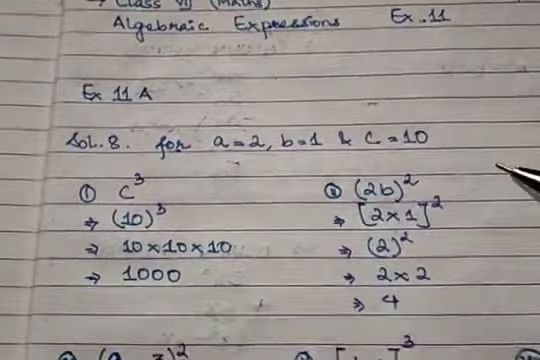 → Class VII (Maths)
Algebraic Expressions Ex. 11
Ex 11 A
Sol. 8. for a=2, b=1 & C=10
① C³
⇒ (10)³
⇒ 10×10×10
⇒ 1000
② (2b)²
⇒ [2×1]²
⇒ (2)²
⇒ 2×2
⇒ 4